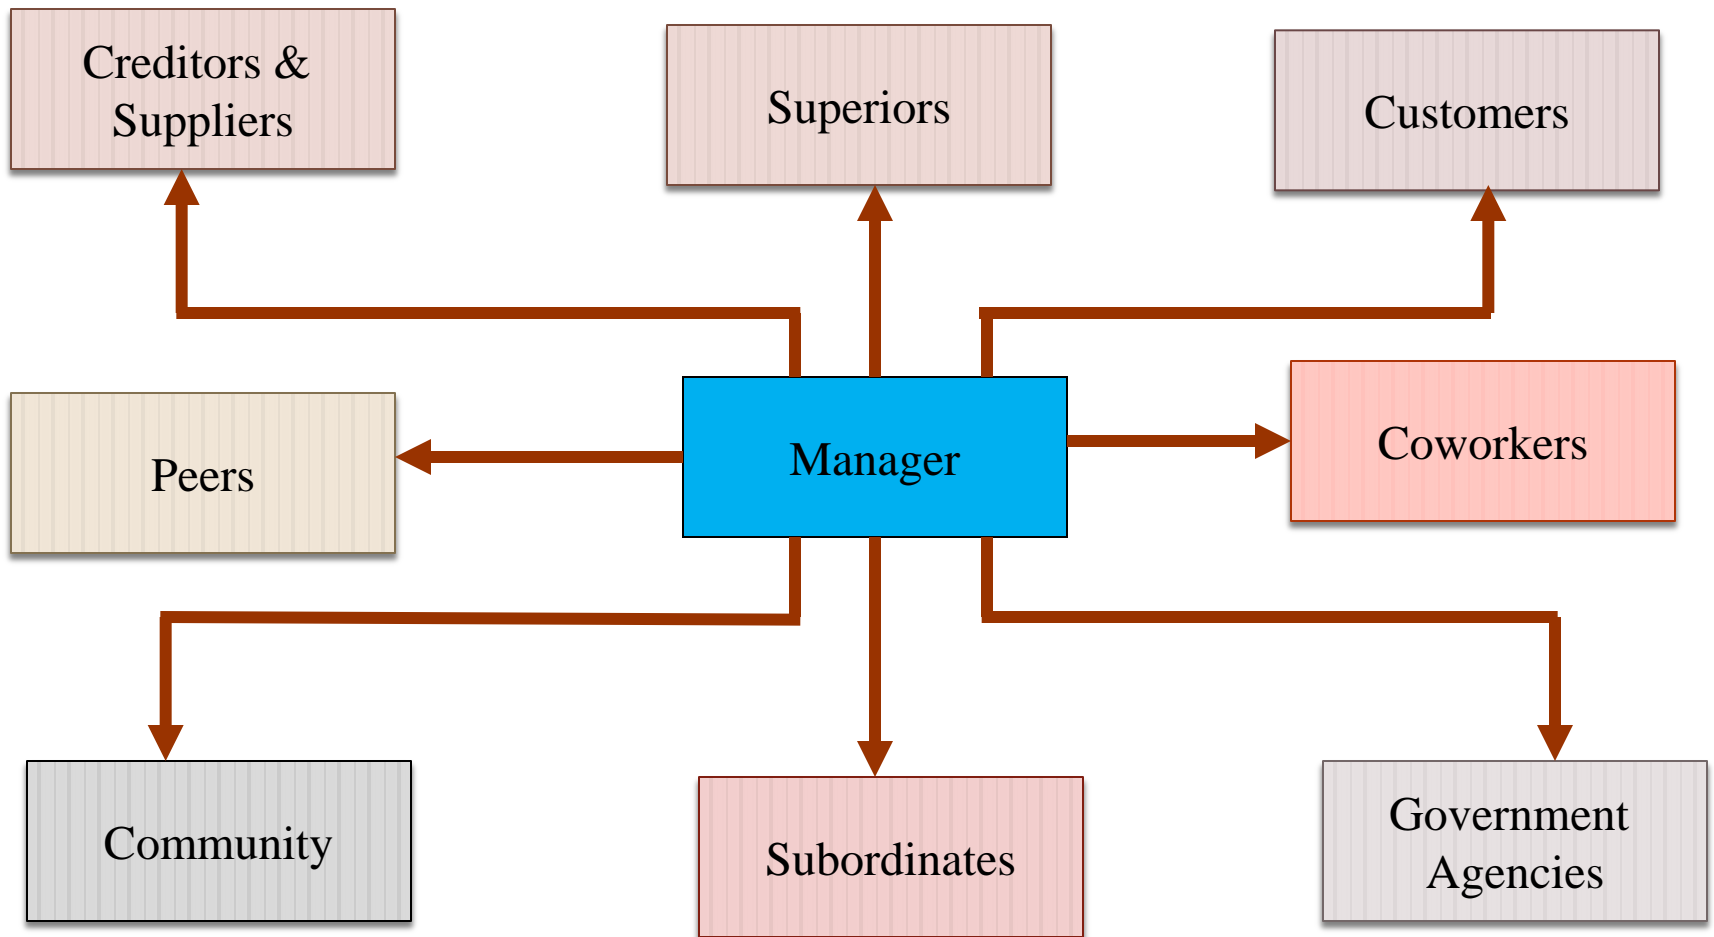 Creditors &
Suppliers
Superiors
Customers
Peers
Manager
Coworkers
Community
Subordinates
Government
Agencies